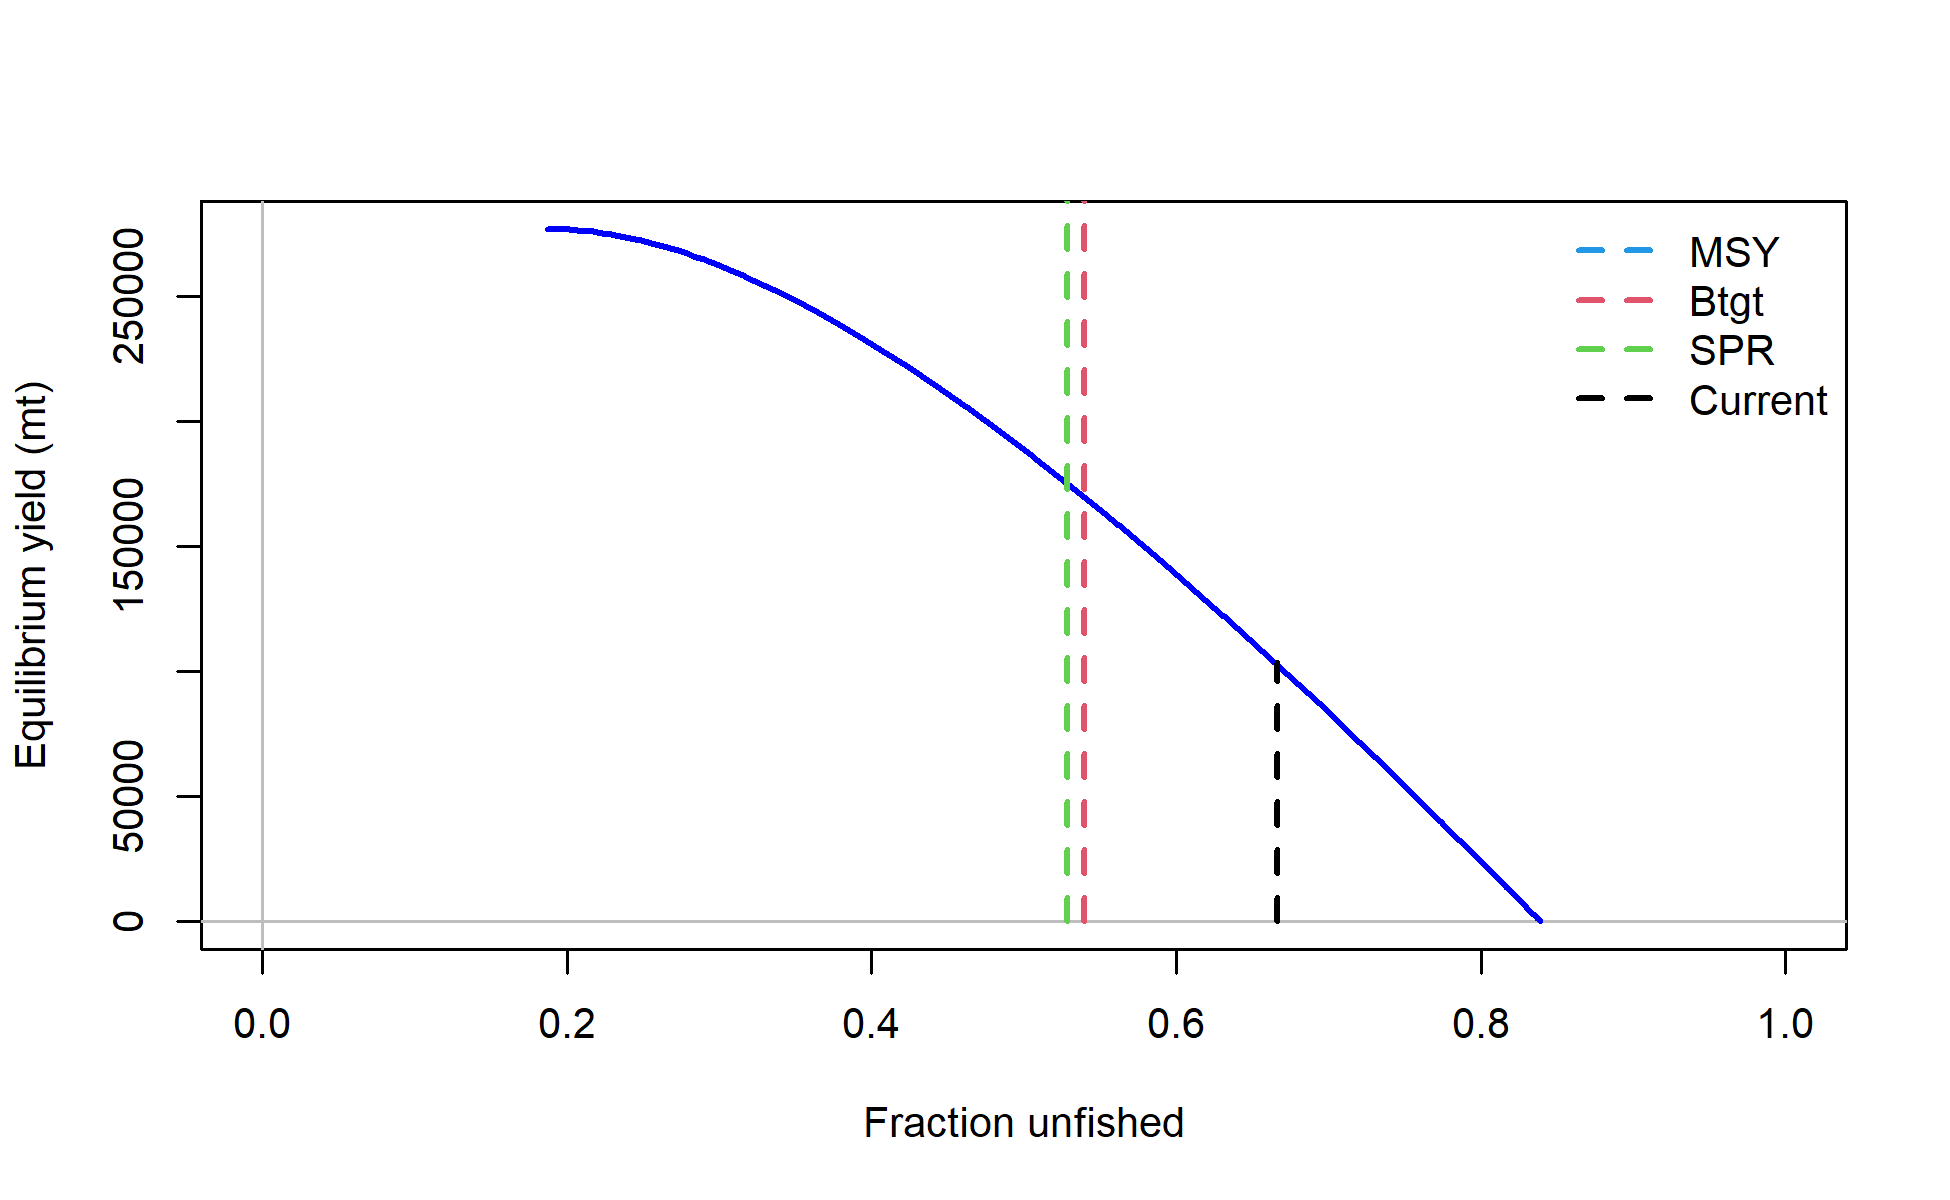 MSY
Btgt
SPR
Current
250000
150000
50000
0
Equilibrium yield (mt)
0.0 0.2 0.4 0.6 0.8 1.0
Fraction unfished